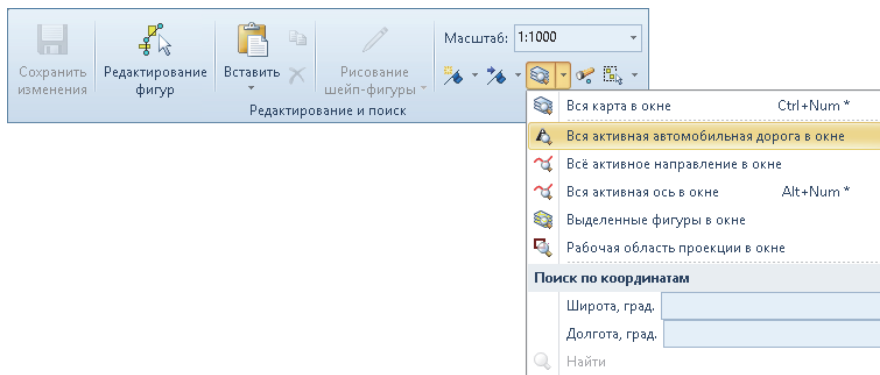 Масштаб: 1:1000
Сохранить изменения
Редактирование фигур
Вставить
Рисование шейп-фигуры
Редактирование и поиск
Вся карта в окне Ctrl+Num *
Вся активная автомобильная дорога в окне
Всё активное направление в окне
Вся активная ось в окне Alt+Num *
Выделенные фигуры в окне
Рабочая область проекции в окне
Поиск по координатам
Широта, град.
Долгота, град.
Найти